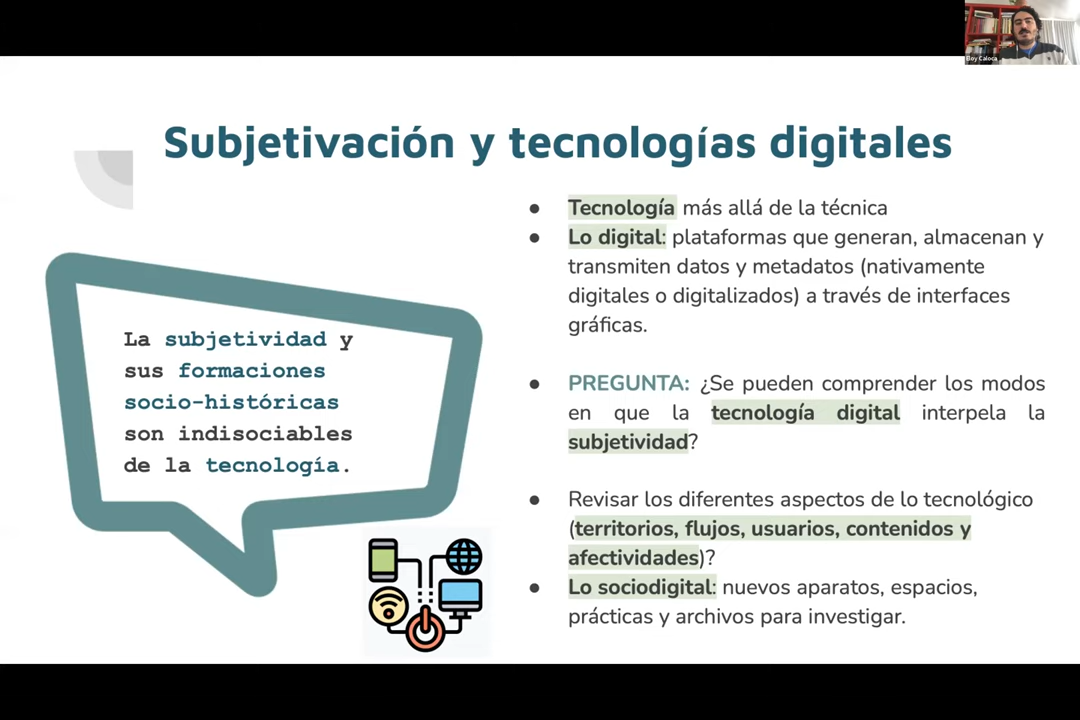 Eloy Caloca
Subjetivación y tecnologías digitales
La subjetividad y
sus formaciones
socio-históricas
son indisociables
de la tecnología.
● Tecnología más allá de la técnica
● Lo digital: plataformas que generan, almacenan y
transmiten datos y metadatos (nativamente
digitales o digitalizados) a través de interfaces
gráficas.
● PREGUNTA: ¿Se pueden comprender los modos
en que la tecnología digital interpela la
subjetividad?
● Revisar los diferentes aspectos de lo tecnológico
(territorios, flujos, usuarios, contenidos y
afectividades)?
● Lo sociodigital: nuevos aparatos, espacios,
prácticas y archivos para investigar.